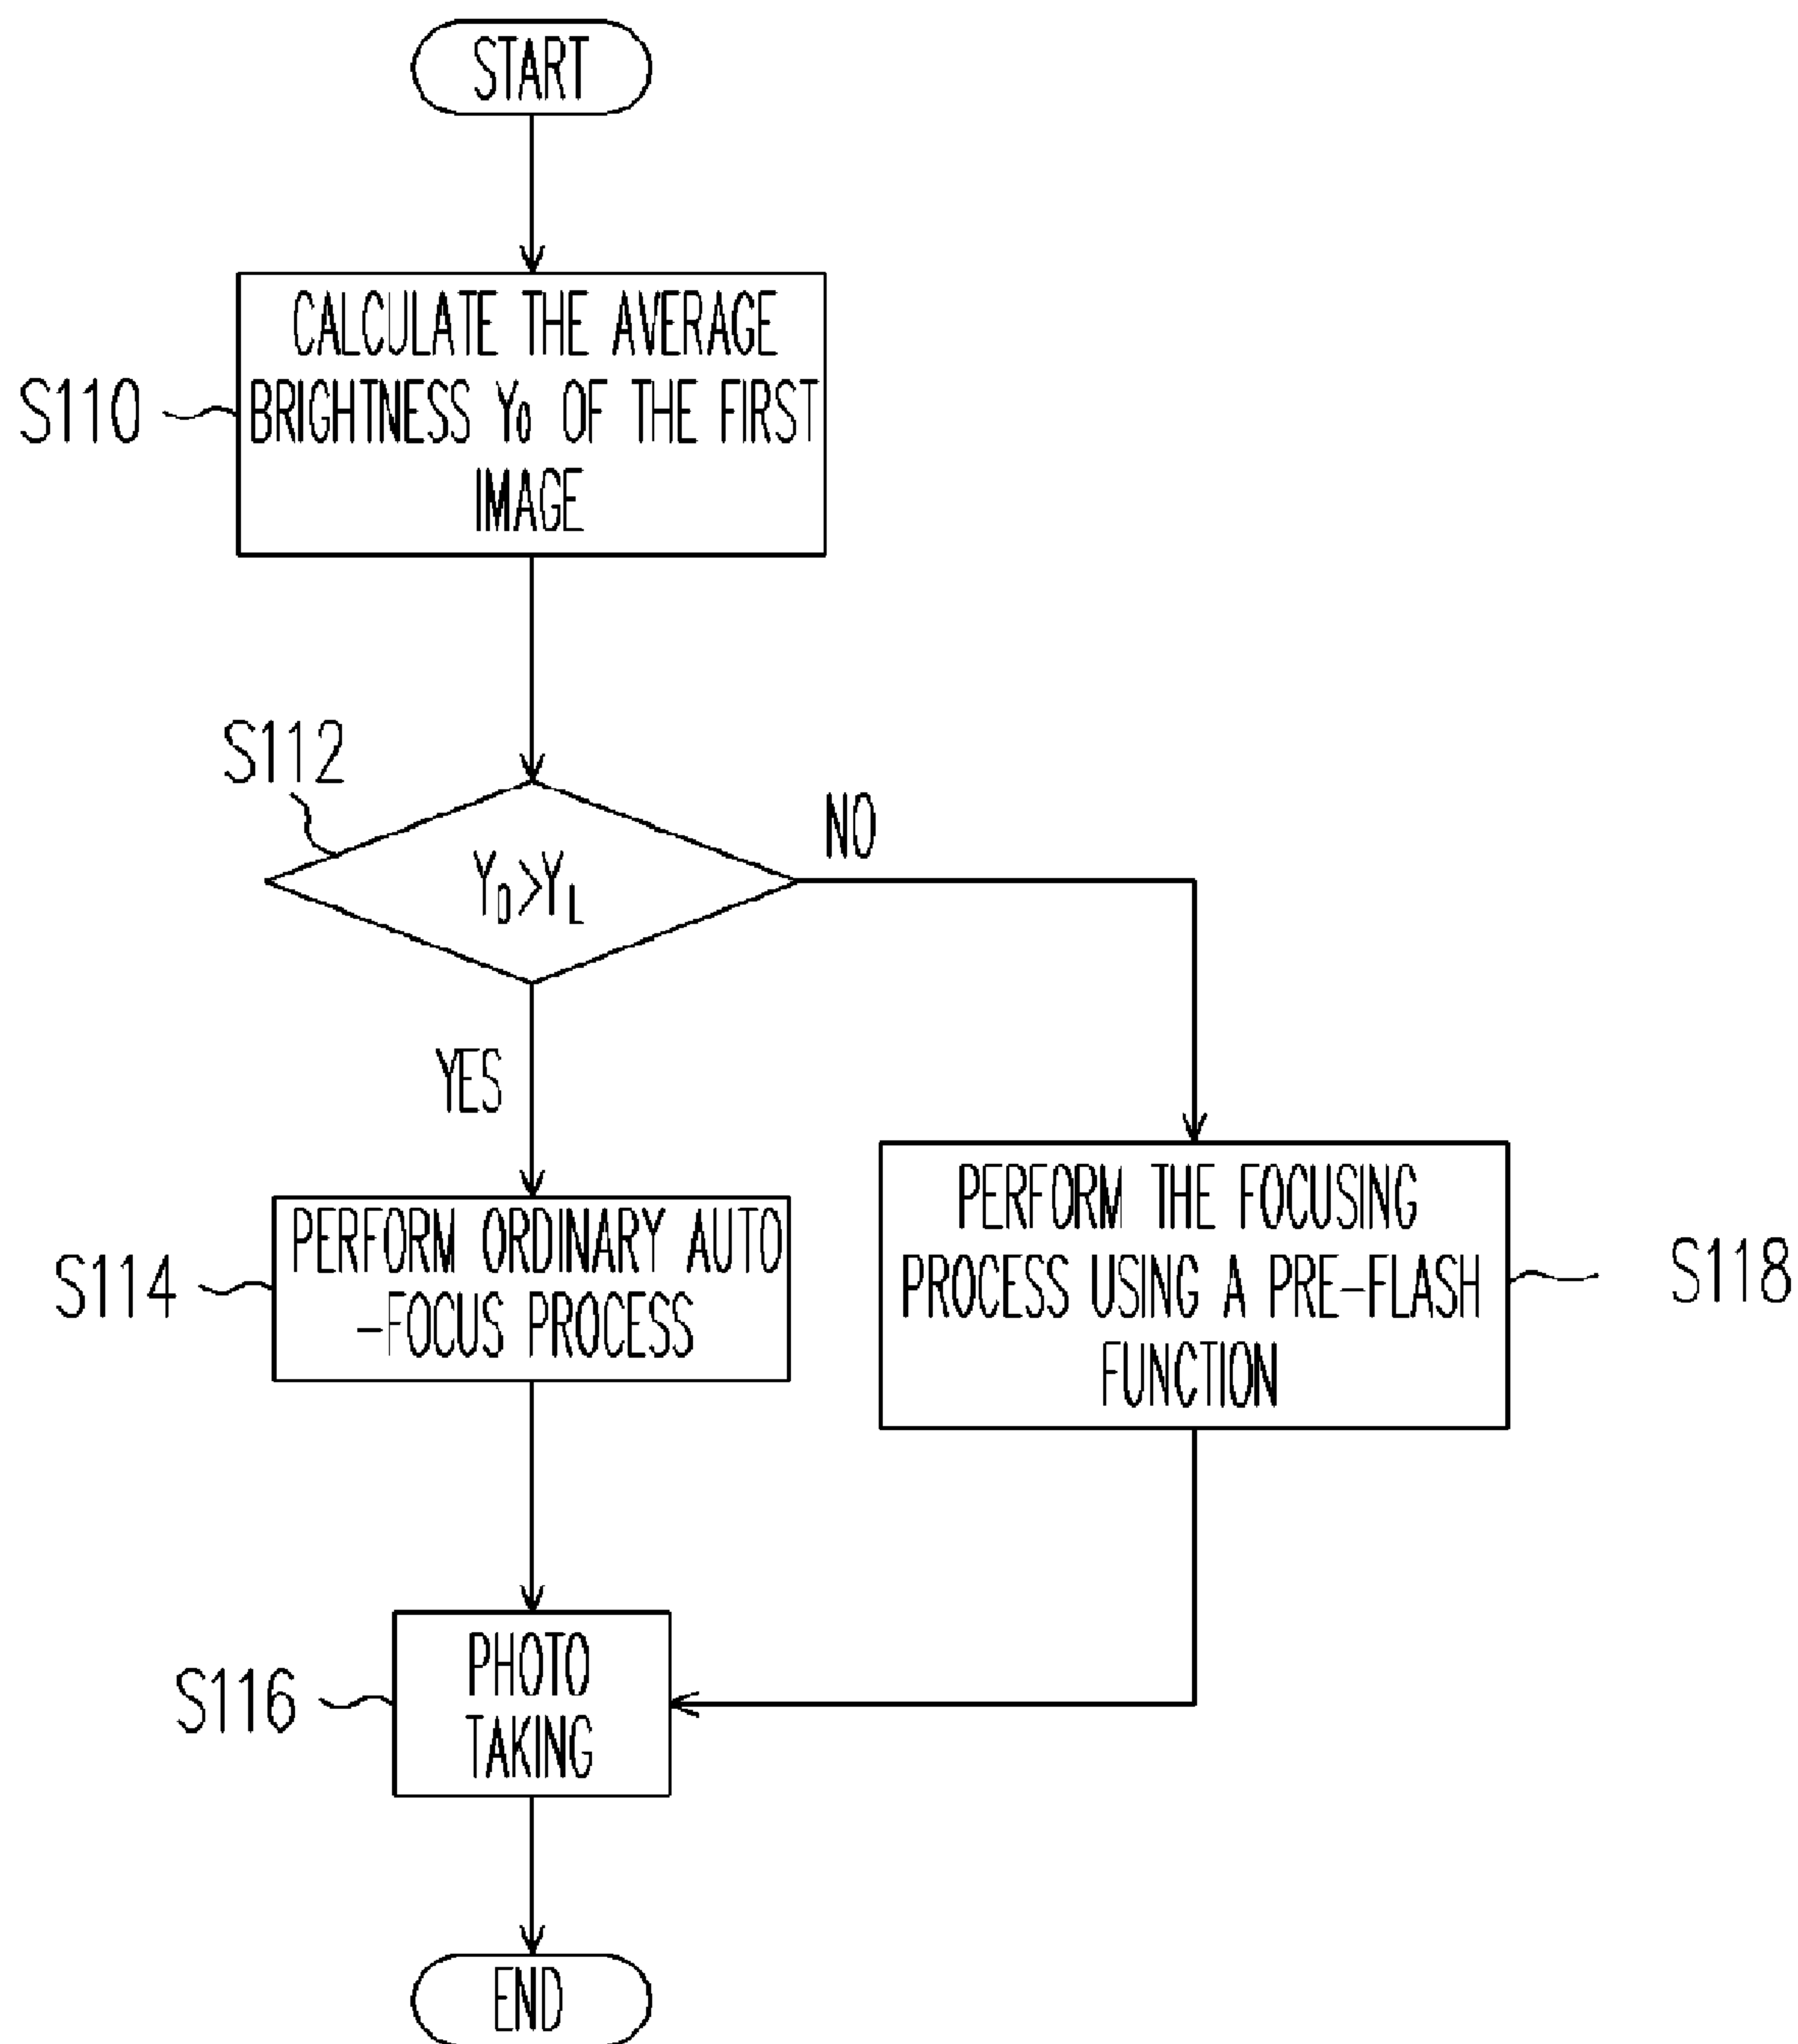 START
CALCULATE THE AVERAGE
S110
BRIGHTNESS Y₀ OF THE FIRST
IMAGE
S112
NO
Y₀>Y_L
YES
PERFORM ORDINARY AUTO
-FOCUS PROCESS
S114
PERFORM THE FOCUSING
PROCESS USING A PRE-FLASH
FUNCTION
S118
PHOTO
TAKING
S116
END